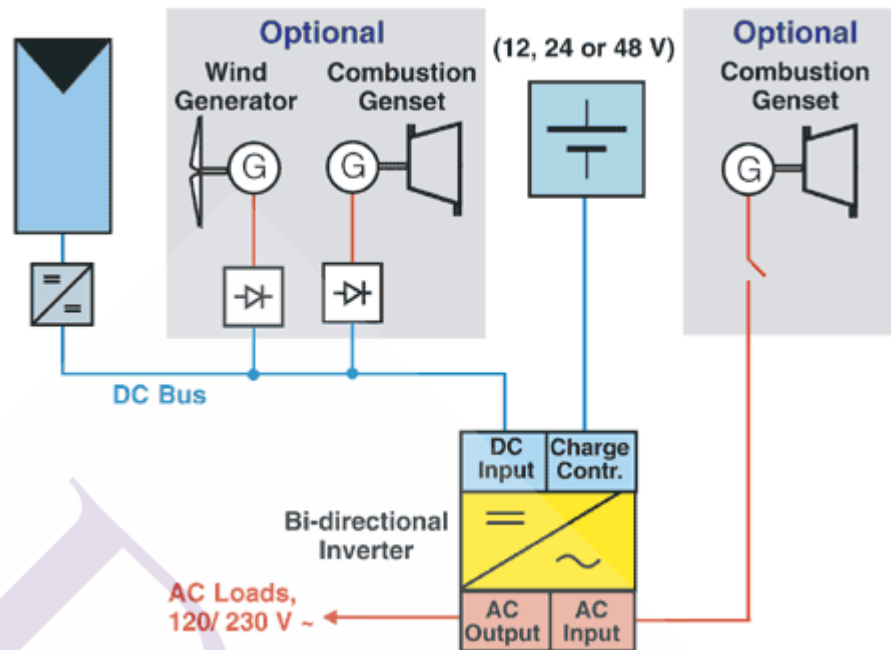 Optional
Wind
Generator
Combustion
Genset
G
G
(12, 24 or 48 V)
Optional
Combustion
Genset
G
DC Bus
DC
Input
Charge
Contr.
Bi-directional
Inverter
AC Loads,
120/ 230 V ~
AC
Output
AC
Input